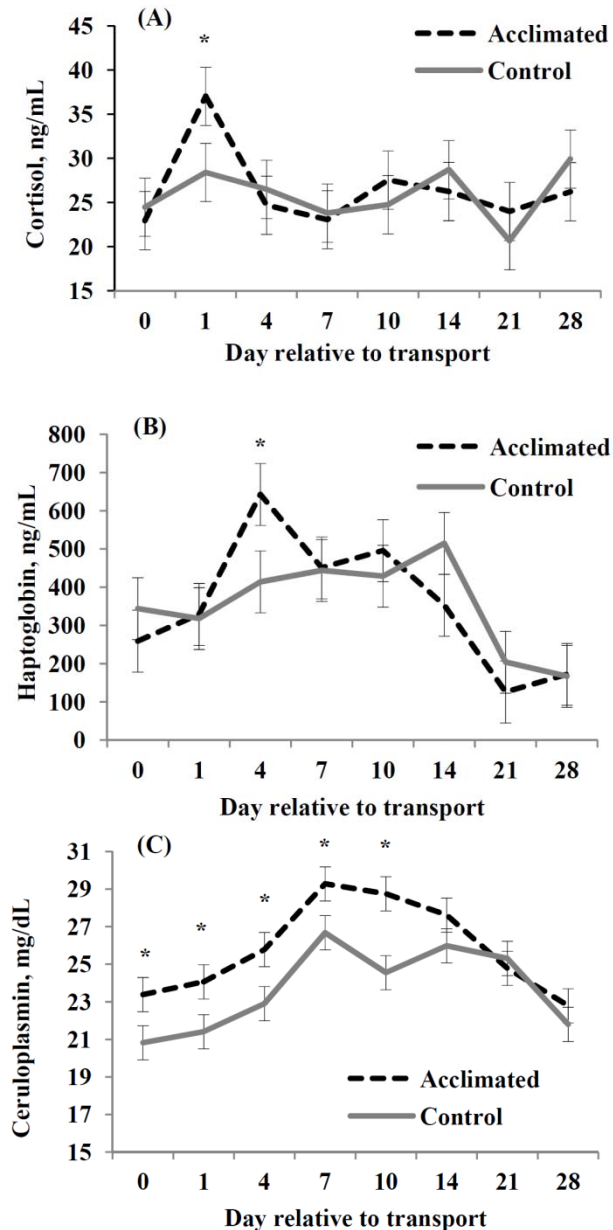 (A)
*
Acclimated
Control
45
40
35
30
25
20
15
Cortisol, ng/mL
0 1 4 7 10 14 21 28
Day relative to transport
(B)
*
Acclimated
Control
800
700
600
500
400
300
200
100
0
Haptoglobin, ng/mL
0 1 4 7 10 14 21 28
Day relative to transport
(C)
* * * * *
31
29
27
25
23
21
19
17
15
Ceruloplasmin, mg/dL
Acclimated
Control
0 1 4 7 10 14 21 28
Day relative to transport